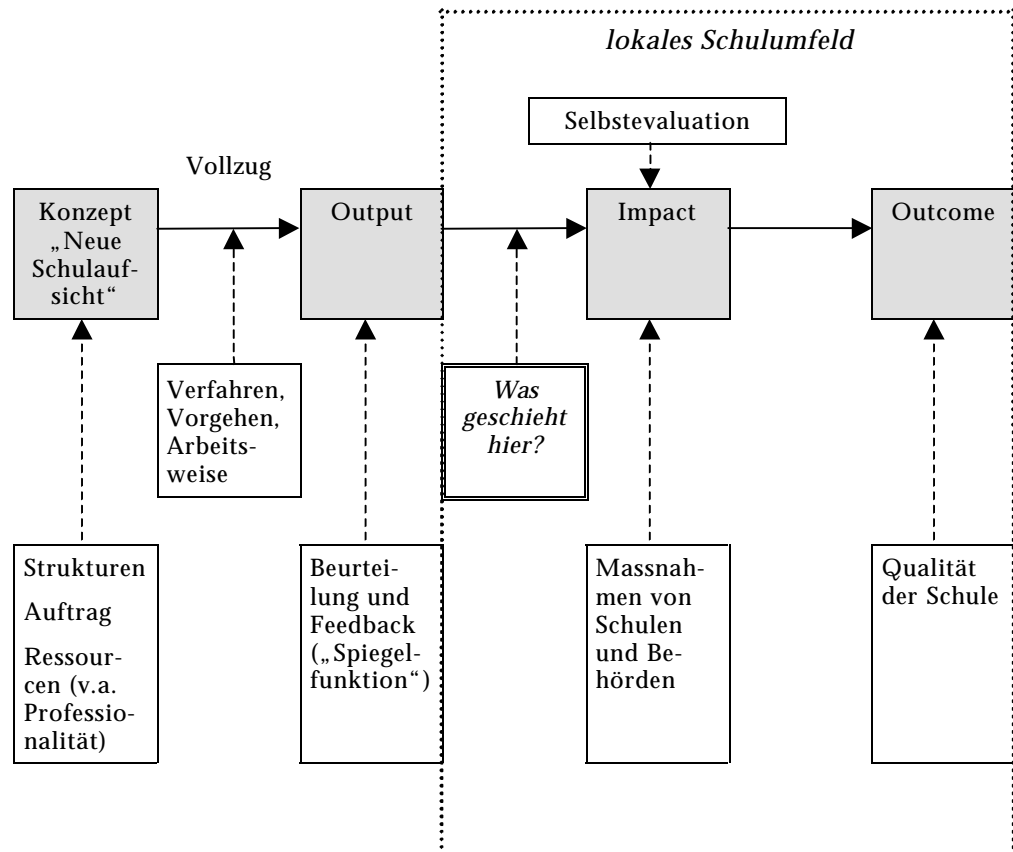 lokales Schulumfeld
Selbstevaluation
Vollzug
Konzept
„Neue
Schulauf-
sicht“
Output
Impact
Outcome
Verfahren,
Vorgehen,
Arbeits-
weise
Was
geschieht
hier?
Strukturen
Auftrag
Ressour-
cen (v.a.
Professio-
nalität)
Beurtei-
lung und
Feedback
(„Spiegel-
funktion“)
Massnah-
men von
Schulen
und Be-
hörden
Qualität
der Schule